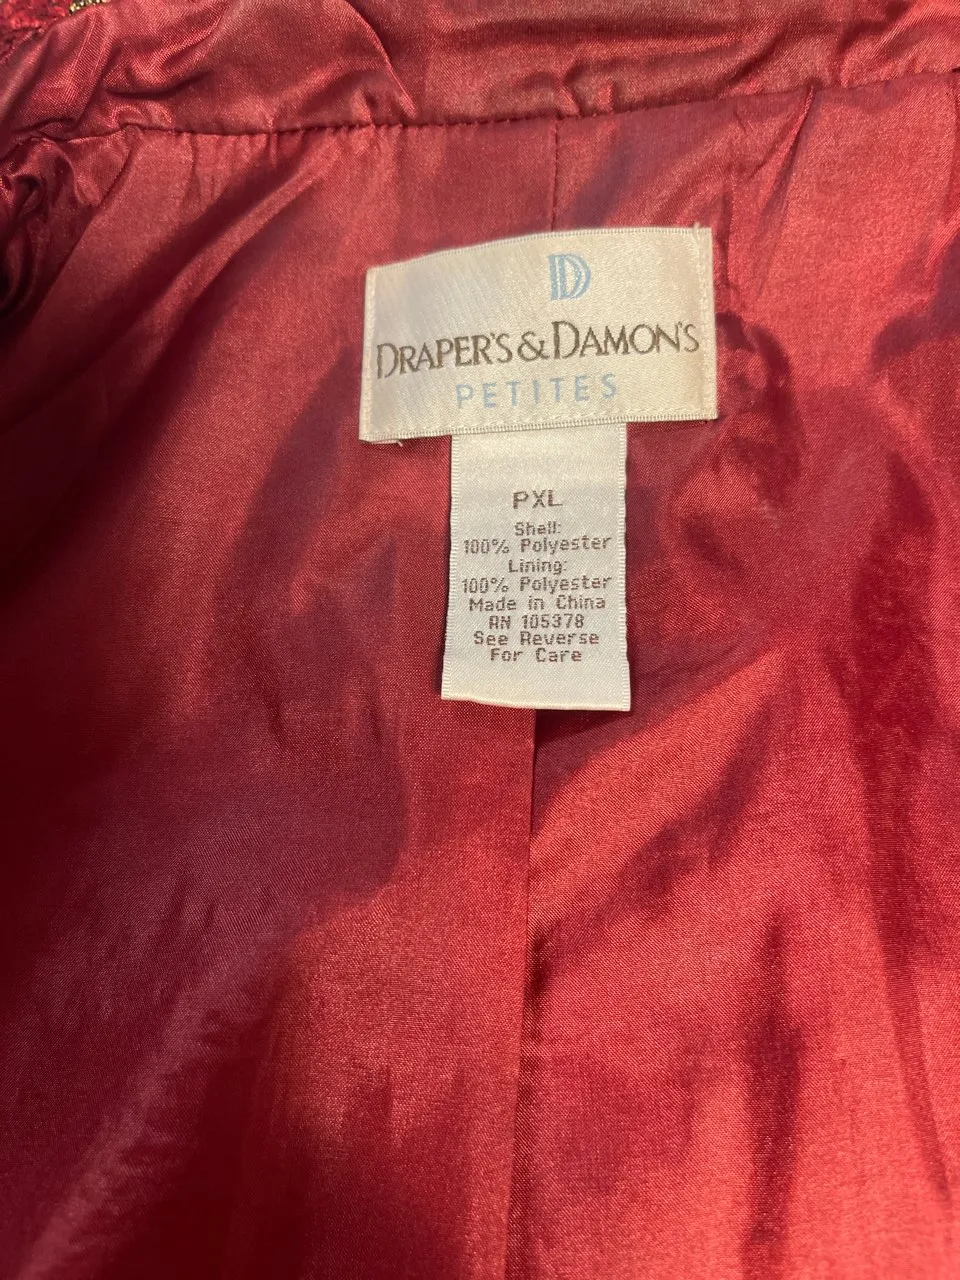 D
DRAPER'S & DAMON'S
PETITES
PXL
Shell:
100% Polyester
Lining:
100% Polyester
Made in China
RN 105378
See Reverse
For Care